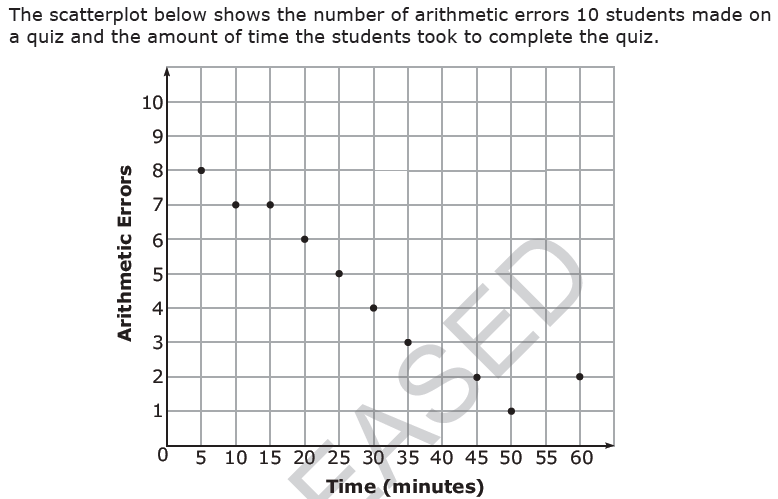 The scatterplot below shows the number of arithmetic errors 10 students made on
a quiz and the amount of time the students took to complete the quiz.
10
9
8
7
6
5
4
3
2
1
Arithmetic Errors
0 5 10 15 20 25 30 35 40 45 50 55 60
Time (minutes)
EASED